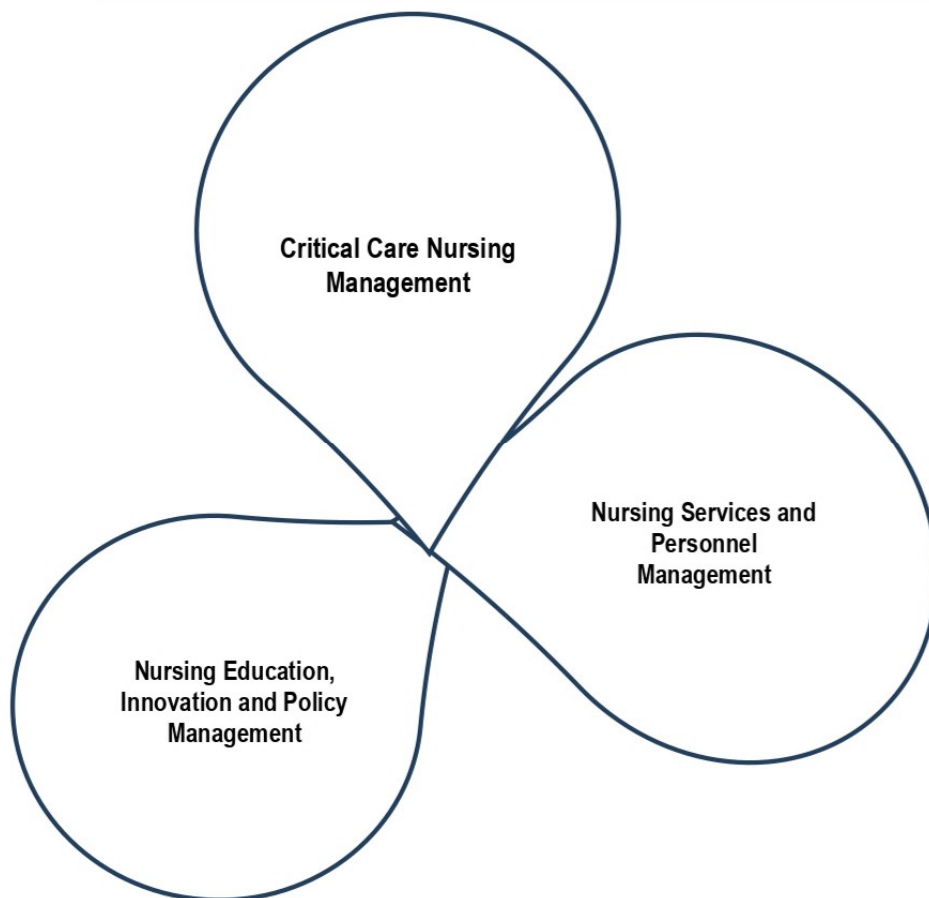 Critical Care Nursing
Management
Nursing Services and
Personnel
Management
Nursing Education,
Innovation and Policy
Management